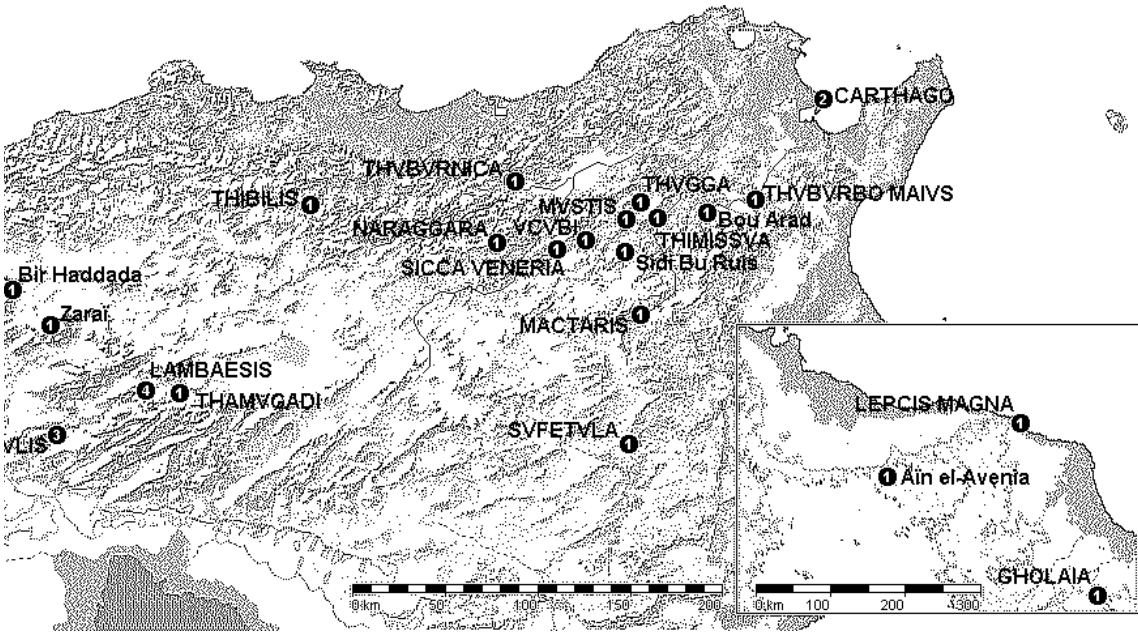 2 CARTHAGO
THVBVRNICA
1
THVGGA
1
THIBILIS
1
1 THVBVRBO MAIVS
MVSTIS
1
1
1 Bou Arad
NARAGGARA
1
VCVBI
1
THIMISSVA
SICCA VENERIA
1
1
Sidi Bu Ruis
Bir Haddada
1
Zaraï
1
MACTARIS
1
LAMBAESIS
4
1
THAMVGADI
LEPCIS MAGNA
1
VLIS 3
SVFETVLA
1
1 Aïn el-Avenia
GHOLAIA
1
0 km 50 100 150 200
0 km 100 200 300